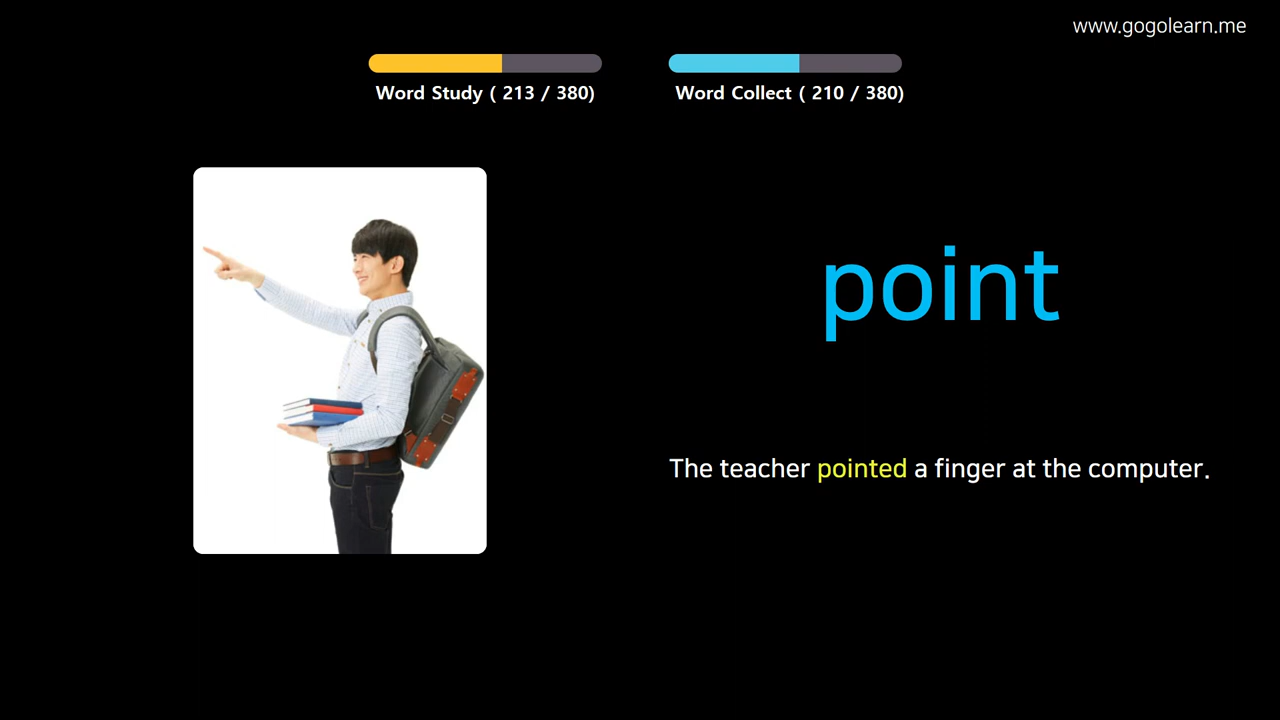 www.gogolearn.me
Word Study ( 213 / 380)
Word Collect ( 210 / 380)
point
The teacher pointed a finger at the computer.